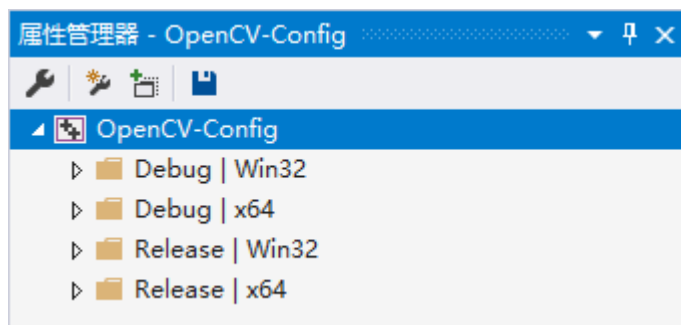 属性管理器 - OpenCV-Config
OpenCV-Config
Debug | Win32
Debug | x64
Release | Win32
Release | x64